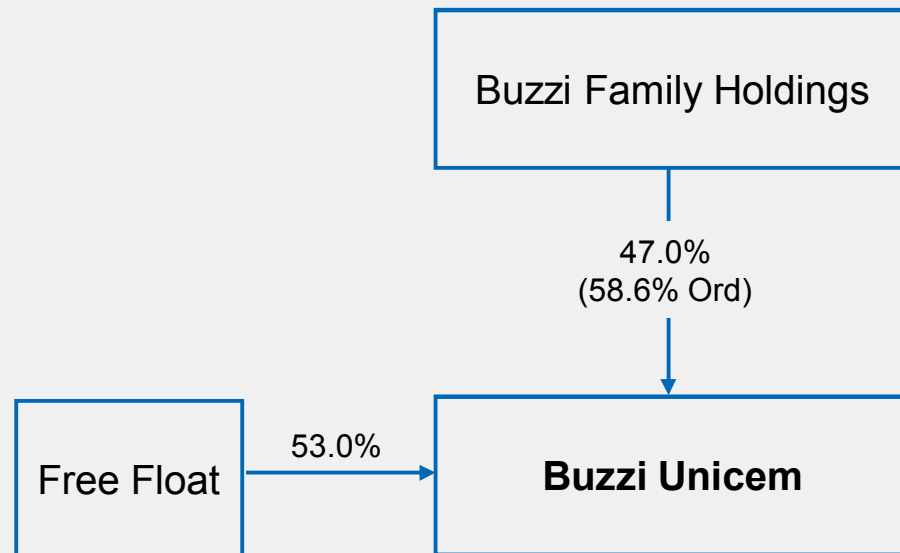 Buzzi Family Holdings
47.0%
(58.6% Ord)
53.0%
Free Float
Buzzi Unicem